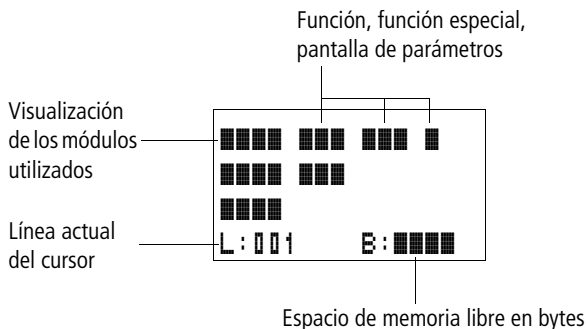 Función, función especial,
pantalla de parámetros
Visualización
de los módulos
utilizados
Línea actual
del cursor
L:001 B:
Espacio de memoria libre en bytes